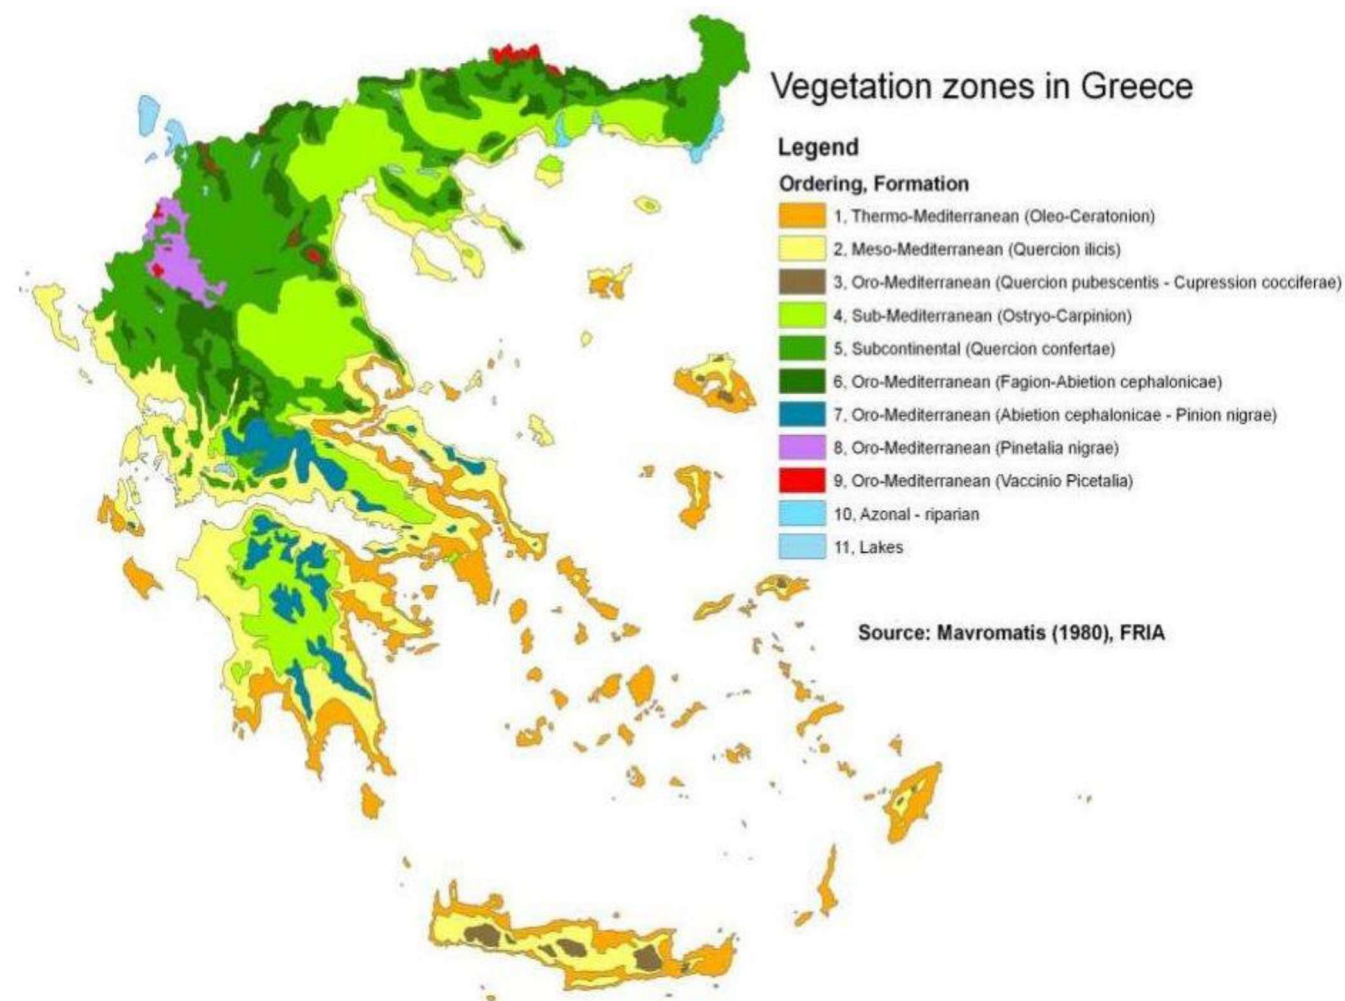 Vegetation zones in Greece
Legend
Ordering, Formation
1, Thermo-Mediterranean (Oleo-Ceratonion)
2, Meso-Mediterranean (Quercion ilicis)
3, Oro-Mediterranean (Quercion pubescentis - Cupression cocciferae)
4, Sub-Mediterranean (Ostryo-Carpinion)
5, Subcontinental (Quercion confertae)
6, Oro-Mediterranean (Fagion-Abietion cephalonicae)
7, Oro-Mediterranean (Abietion cephalonicae - Pinion nigrae)
8, Oro-Mediterranean (Pinetalia nigrae)
9, Oro-Mediterranean (Vaccinio Picetalia)
10, Azonal - riparian
11, Lakes
Source: Mavromatis (1980), FRIA